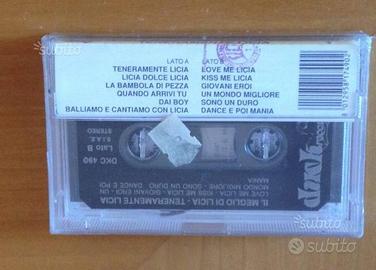 LATO A
TENERAMENTE LICIA
LICIA DOLCE LICIA
LA BAMBOLA DI PEZZA
QUANDO ARRIVI TU
DAI BOY
BALLIAMO E CANTIAMO CON LICIA
LATO B
LOVE ME LICIA
KISS ME LICIA
GIOVANI EROI
UN MONDO MIGLIORE
SONO UN DURO
DANCE E POI MANIA
IL MEGLIO DI LICIA - TENERAMENTE LICIA
LOVE ME LICIA - KISS ME LICIA - GIOVANI EROI - UN
MONDO MIGLIORE - SONO UN DURO - DANCE E POI
MANIA
DKC 490
Lato B
S.I.A.E.
STEREO
subito
subito